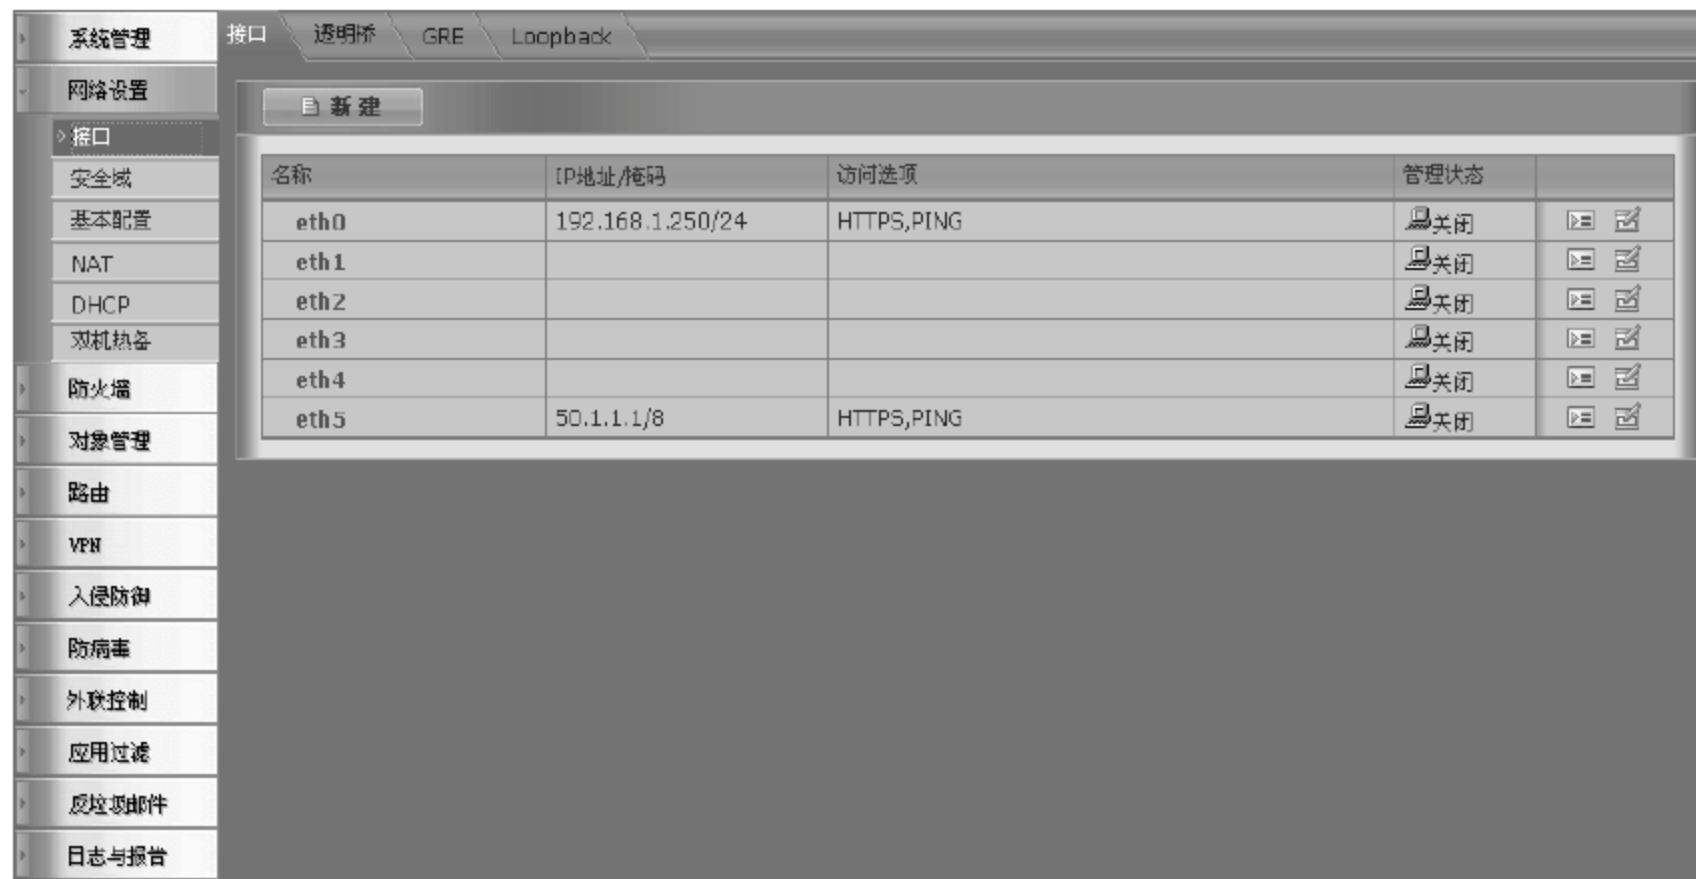 系统管理
网络设置
接口
安全域
基本配置
NAT
DHCP
双机热备
防火墙
对象管理
路由
VPN
入侵防御
防病毒
外联控制
应用过滤
反垃圾邮件
日志与报告
接口 透明桥 GRE Loopback
新建
名称 IP地址/掩码 访问选项 管理状态
eth0 192.168.1.250/24 HTTPS,PING 关闭
eth1 关闭
eth2 关闭
eth3 关闭
eth4 关闭
eth5 50.1.1.1/8 HTTPS,PING 关闭